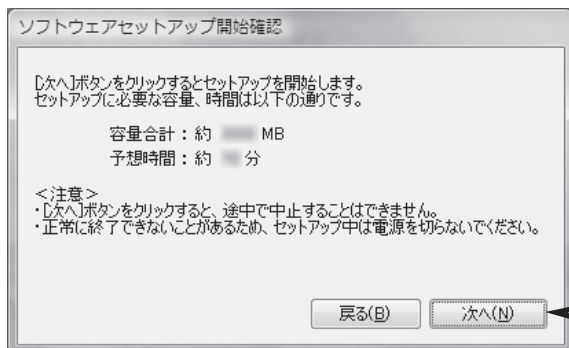 ソフトウェアセットアップ開始確認
[次へ]ボタンをクリックするとセットアップを開始します。
セットアップに必要な容量、時間は以下の通りです。
容量合計：約 MB
予想時間：約 分
＜注意＞
・[次へ]ボタンをクリックすると、途中で中止することはできません。
・正常に終了できないことがあるため、セットアップ中は電源を切らないでください。
戻る(B) 次へ(N)